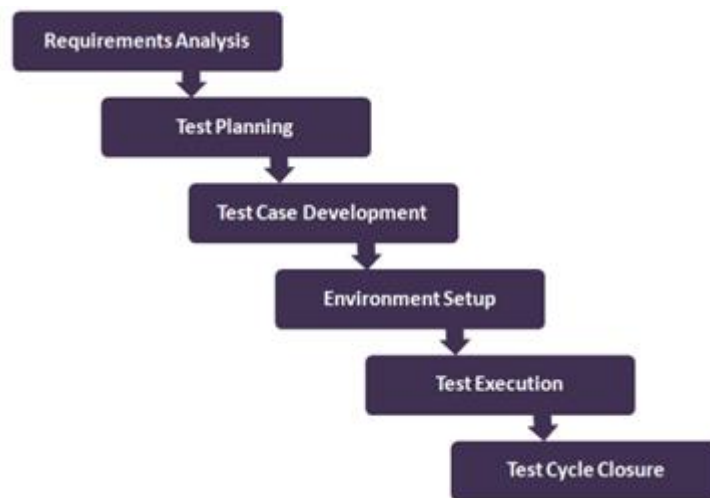 Requirements Analysis
Test Planning
Test Case Development
Environment Setup
Test Execution
Test Cycle Closure